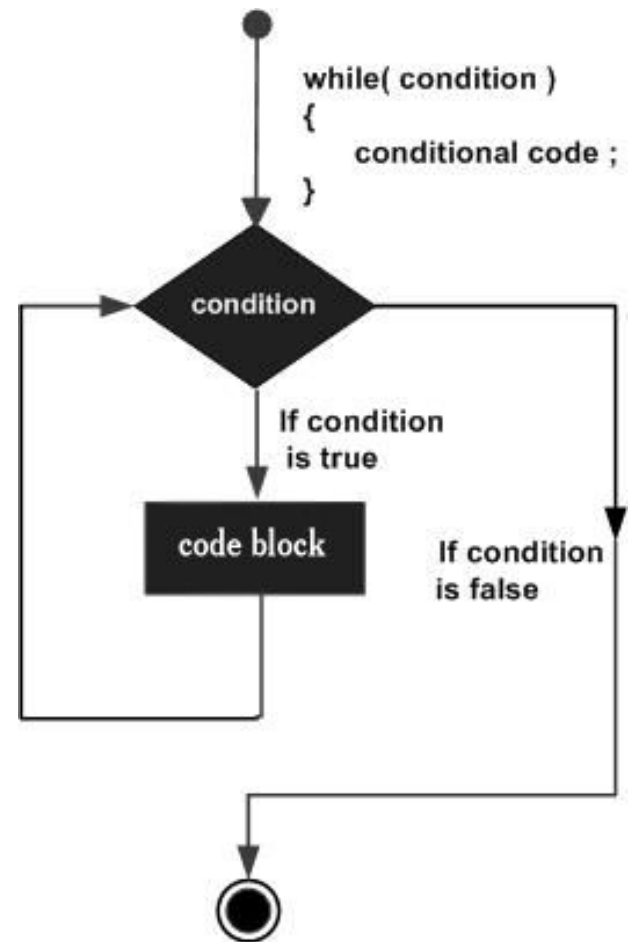 while( condition )
{
conditional code ;
}
condition
If condition
is true
code block
If condition
is false